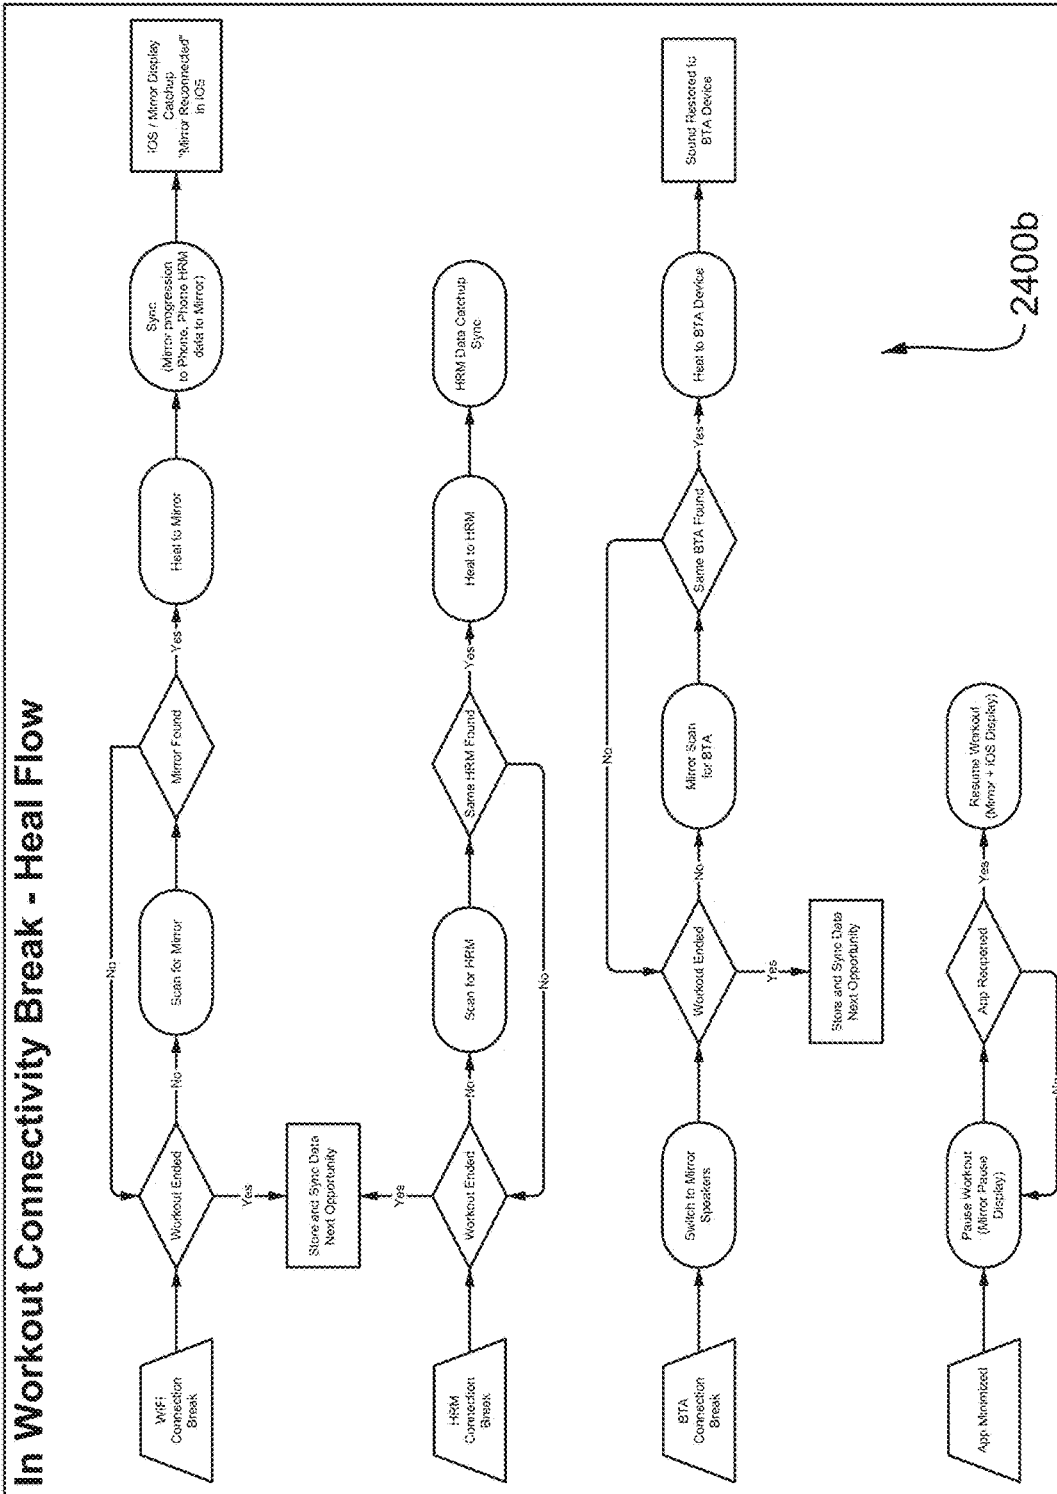 In Workout Connectivity Break - Heal Flow
WiFi
Connection
Break
Workout Ended
No
Scan for Mirror
Mirror Found
No
Yes
Heal to Mirror
Sync
(Mirror progression
to Phone, Phone HRM
data to Mirror)
iOS / Mirror Display
Catchup
"Mirror Reconnected"
in iOS
Yes
Store and Sync Data
Next Opportunity
Yes
HRM
Connection
Break
Workout Ended
No
Scan for HRM
Same HRM Found
No
Yes
Heal to HRM
HRM Data Catchup
Sync
BTA
Connection
Break
Switch to Mirror
Speakers
Workout Ended
No
Mirror Scan
for BTA
Same BTA Found
No
Yes
Heal to BTA Device
Sound Restored to
BTA Device
Yes
Store and Sync Data
Next Opportunity
App Minimized
Pause Workout
(Mirror Pause
Display)
App Reopened
No
Yes
Resume Workout
(Mirror + iOS Display)
2400b